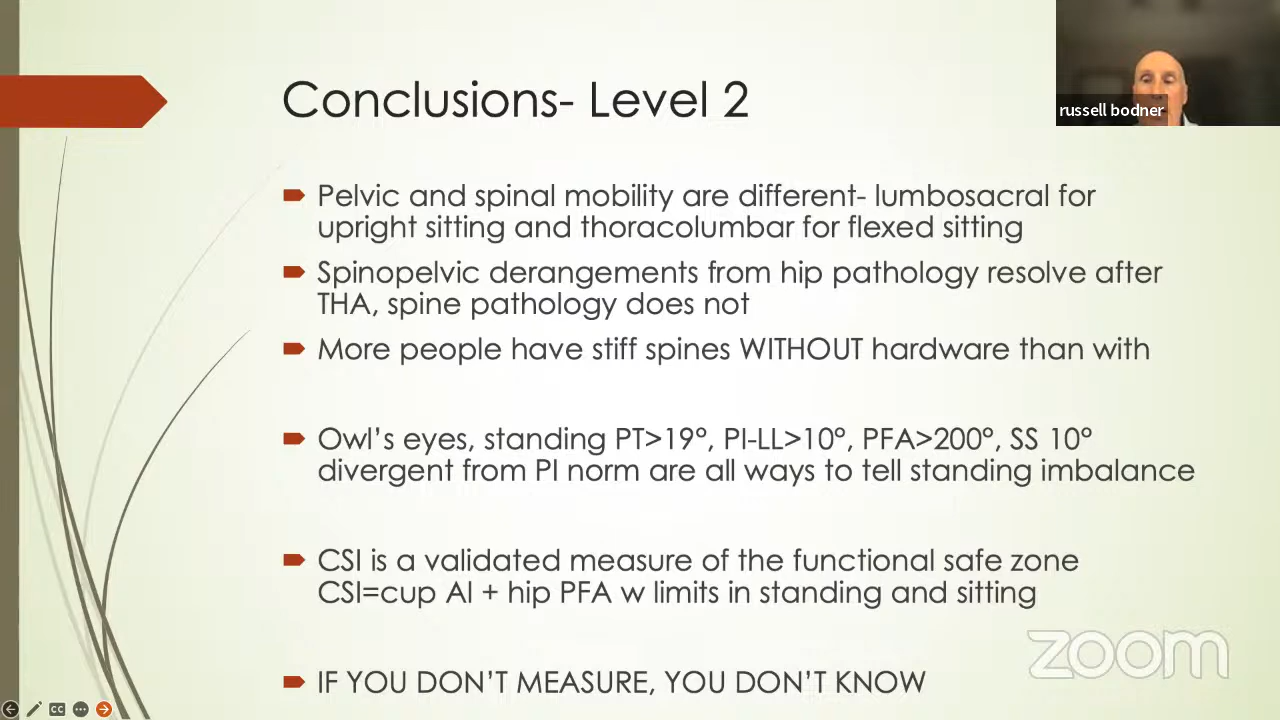 Conclusions- Level 2
russell bodner
Pelvic and spinal mobility are different- lumbosacral for
upright sitting and thoracolumbar for flexed sitting
Spinopelvic derangements from hip pathology resolve after
THA, spine pathology does not
More people have stiff spines WITHOUT hardware than with
Owl's eyes, standing PT>19°, PI-LL>10°, PFA>200°, SS 10°
divergent from PI norm are all ways to tell standing imbalance
CSI is a validated measure of the functional safe zone
CSI=cup AI + hip PFA w limits in standing and sitting
IF YOU DON'T MEASURE, YOU DON'T KNOW
zoom
CC